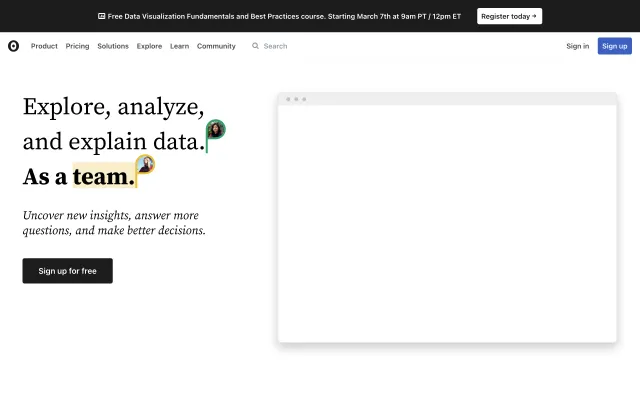 Free Data Visualization Fundamentals and Best Practices course. Starting March 7th at 9am PT / 12pm ET
Register today →
Product Pricing Solutions Explore Learn Community Search Sign in Sign up
Explore, analyze,
and explain data.
As a team.
Uncover new insights, answer more
questions, and make better decisions.
Sign up for free